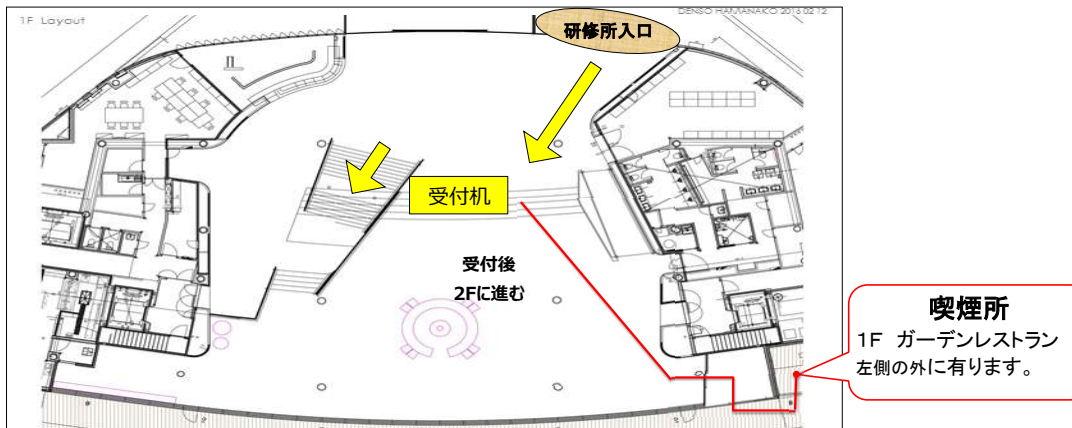 1F Layout
DENSO HAMANAKO 2016 02 12
研修所入口
受付机
受付後
2Fに進む
喫煙所
1F ガーデンレストラン
左側の外に有ります。